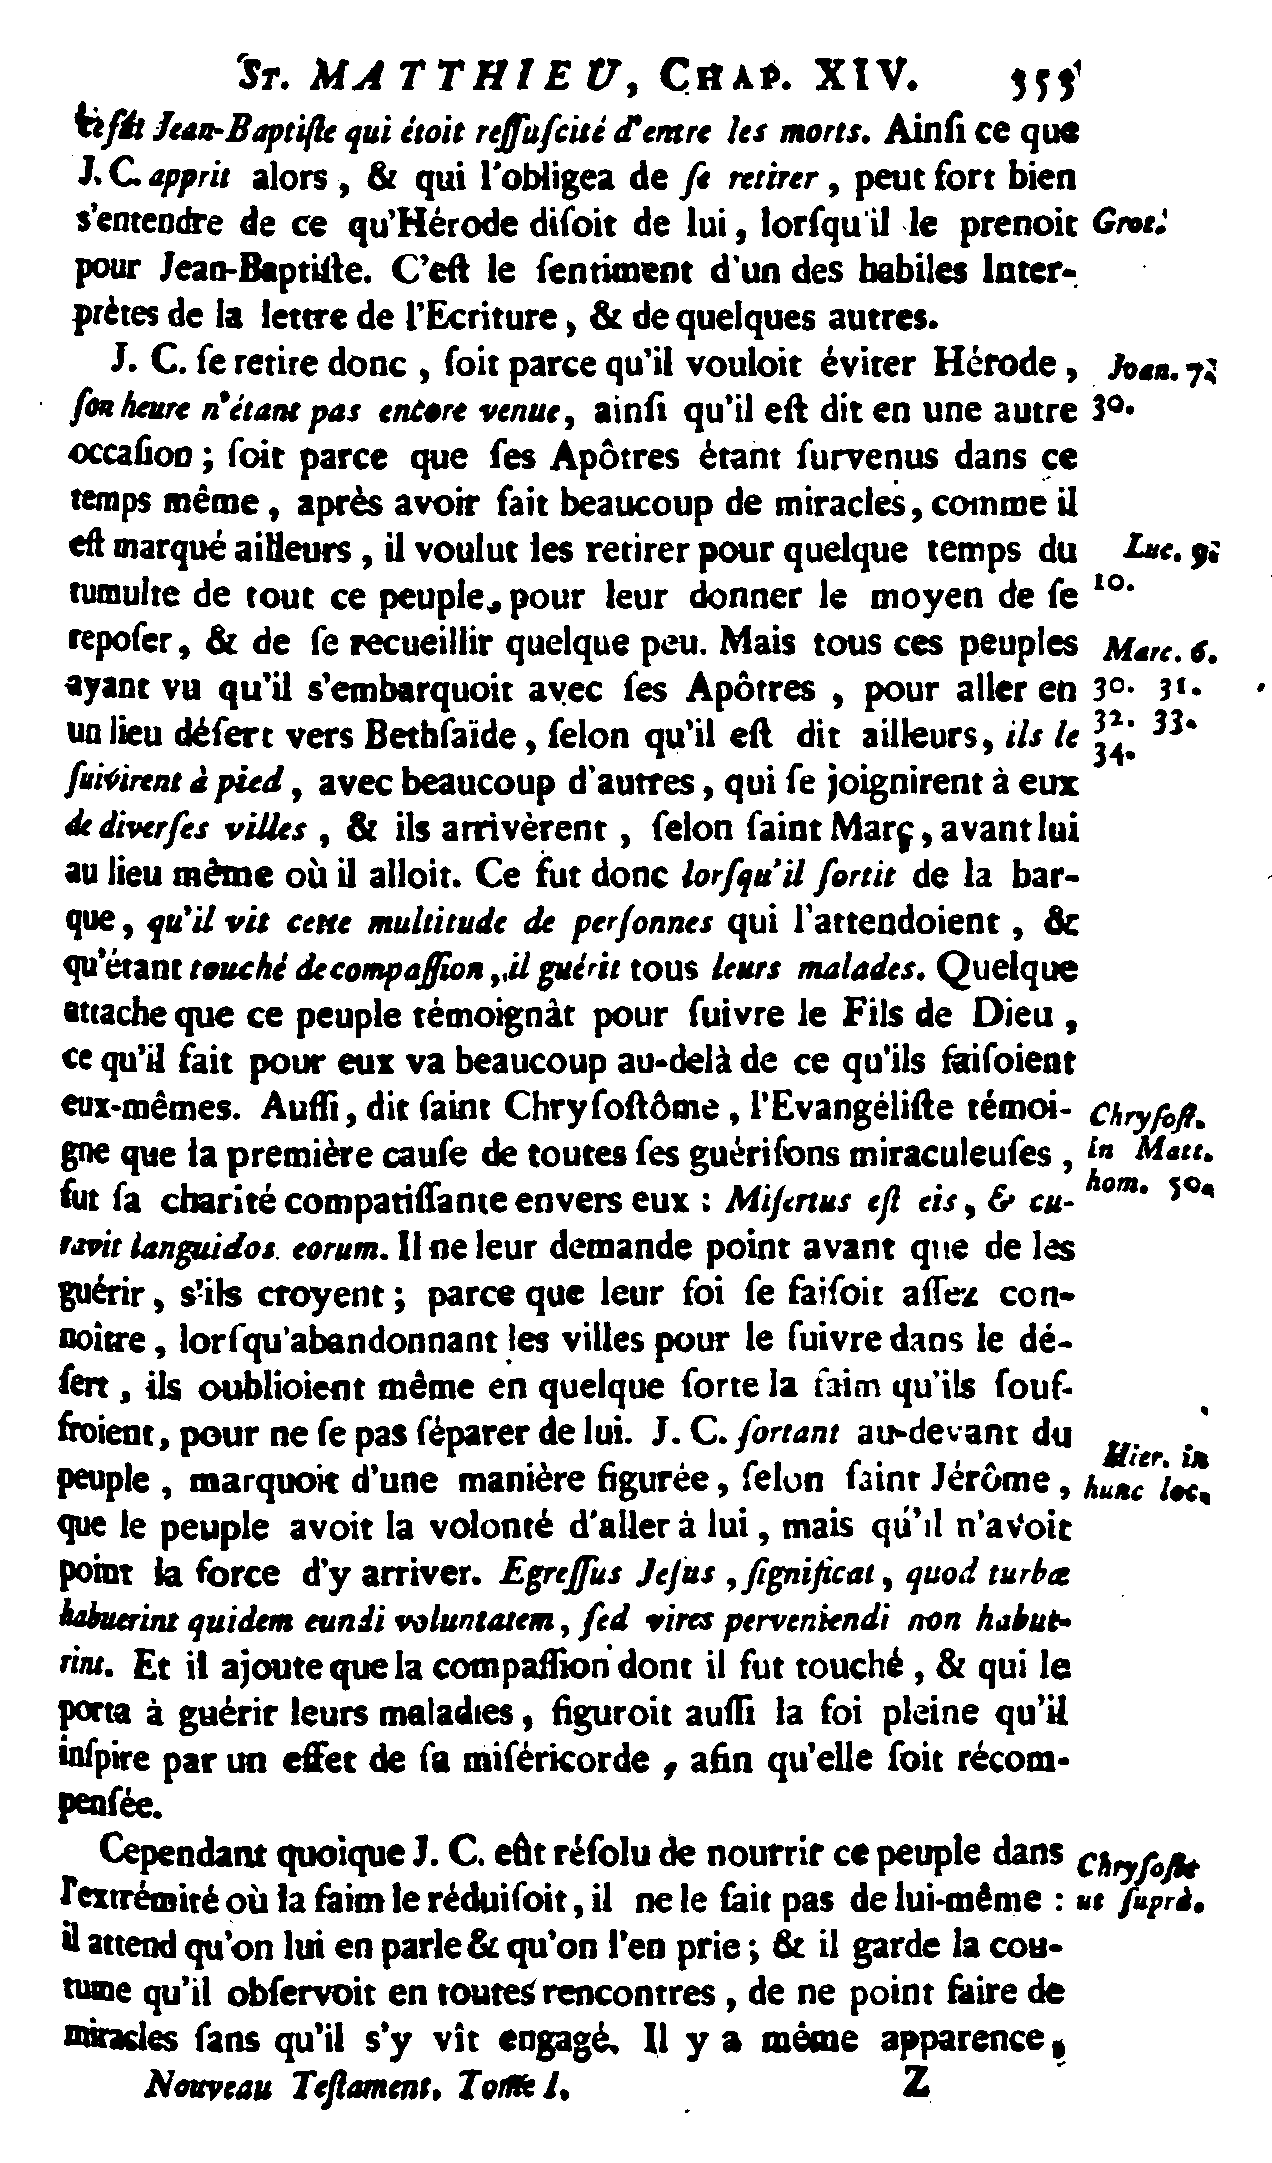 ST. MATTHIEU, CHAP. XIV. 353
Jean-Baptiſte qui étoit reſſuſcité d'entre les morts. Ainſi ce que
J. C. apprit alors, & qui l'obligea de ſe retirer, peut fort bien
s'entendre de ce qu'Hérode diſoit de lui, lorſqu'il le prenoit
Grot.
pour Jean-Baptiſte. C'eſt le ſentiment d'un des habiles Inter-
prètes de la lettre de l'Ecriture, & de quelques autres.
J. C. ſe retire donc, ſoit parce qu'il vouloit éviter Hérode,
Joan. 7.
ſon heure n'étant pas encore venue, ainſi qu'il eſt dit en une autre
30.
occaſion; ſoit parce que ſes Apôtres étant ſurvenus dans ce
temps même, après avoir fait beaucoup de miracles, comme il
eſt marqué ailleurs, il voulut les retirer pour quelque temps du
Luc. 9.
tumulte de tout ce peuple, pour leur donner le moyen de ſe
10.
repoſer, & de ſe recueillir quelque peu. Mais tous ces peuples
Marc. 6.
ayant vu qu'il s'embarquoit avec ſes Apôtres, pour aller en
30. 31.
un lieu déſert vers Bethſaïde, ſelon qu'il eſt dit ailleurs, ils le
32. 33.
34.
ſuivirent à pied, avec beaucoup d'autres, qui ſe joignirent à eux
de diverſes villes, & ils arrivèrent, ſelon ſaint Marc, avant lui
au lieu même où il alloit. Ce fut donc lorſqu'il ſortit de la bar-
que, qu'il vit cette multitude de perſonnes qui l'attendoient, &
qu'étant touché de compaſſion, il guérit tous leurs malades. Quelque
attache que ce peuple témoignât pour ſuivre le Fils de Dieu,
ce qu'il fait pour eux va beaucoup au-delà de ce qu'ils faiſoient
eux-mêmes. Auſſi, dit ſaint Chryſoſtôme, l'Evangéliſte témoi-
Chryſoſt.
gne que la première cauſe de toutes ſes guériſons miraculeuſes,
in Matt.
fut ſa charité compatiſſante envers eux : Miſertus eſt eis, & cu-
hom. 50.
ravit languidos eorum. Il ne leur demande point avant que de les
guérir, s'ils croyent; parce que leur foi ſe faiſoit aſſez con-
noître, lorſqu'abandonnant les villes pour le ſuivre dans le dé-
ſert, ils oublioient même en quelque ſorte la faim qu'ils ſouf-
froient, pour ne ſe pas ſéparer de lui. J. C. ſortant au-devant du
Hier. in
peuple, marquoit d'une manière figurée, ſelon ſaint Jérôme,
hunc loc.
que le peuple avoit la volonté d'aller à lui, mais qu'il n'avoit
point la force d'y arriver. Egreſſus Jeſus, ſignificat, quod turbæ
habuerint quidem eundi voluntatem, ſed vires perveniendi non habue-
rint. Et il ajoute que la compaſſion dont il fut touché, & qui le
porta à guérir leurs maladies, figuroit auſſi la foi pleine qu'il
inſpire par un effet de ſa miſéricorde, afin qu'elle ſoit récom-
penſée.
Cependant quoique J. C. eût réſolu de nourrir ce peuple dans
Chryſoſt.
l'extrémité où la faim le réduiſoit, il ne le fait pas de lui-même :
ut ſuprà.
il attend qu'on lui en parle & qu'on l'en prie; & il garde la cou-
tume qu'il obſervoit en toutes rencontres, de ne point faire de
miracles ſans qu'il s'y vît engagé. Il y a même apparence,
Nouveau Teſtament. Tome I. Z